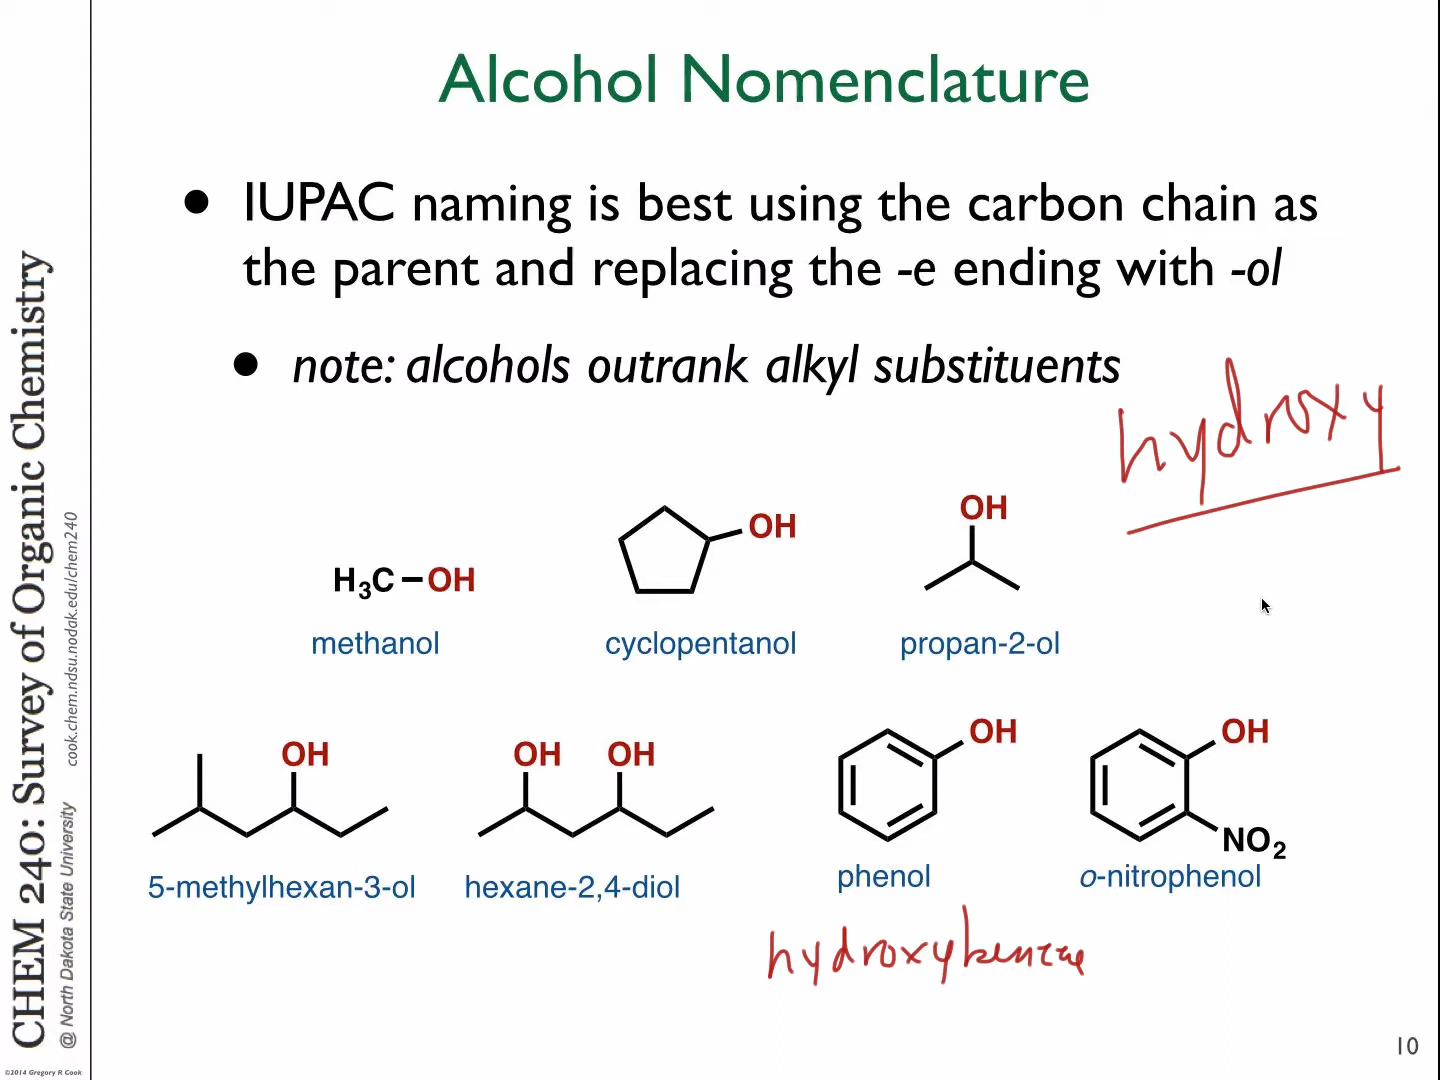 Alcohol Nomenclature
• IUPAC naming is best using the carbon chain as
the parent and replacing the -e ending with -ol
• note: alcohols outrank alkyl substituents
hydroxy
H₃C–OH
OH
OH
methanol
cyclopentanol
propan-2-ol
OH
OH
OH
OH
OH
NO₂
5-methylhexan-3-ol
hexane-2,4-diol
phenol
o-nitrophenol
hydroxybenzene
10
CHEM 240: Survey of Organic Chemistry
@ North Dakota State University
cook.chem.ndsu.nodak.edu/chem240
©2014 Gregory R Cook